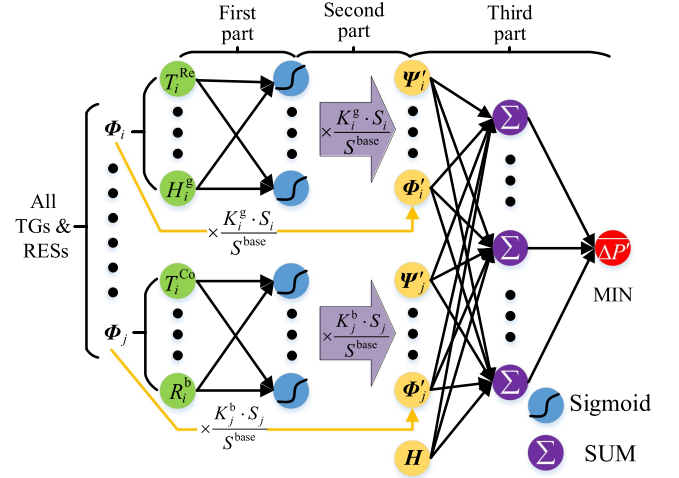 First part
Second part
Third part
All TGs & RESs
Φᵢ
Φⱼ
Tᵢᴿᵉ
Hᵢᵍ
× Kᵢᵍ · Sᵢ / Sᵇᵃˢᵉ
× Kᵢᵍ · Sᵢ / Sᵇᵃˢᵉ
Ψ′ᵢ
Φ′ᵢ
Tᵢᶜᵒ
Rᵢᵇ
× Kⱼᵇ · Sⱼ / Sᵇᵃˢᵉ
× Kⱼᵇ · Sⱼ / Sᵇᵃˢᵉ
Ψ′ⱼ
Φ′ⱼ
H
Σ
Σ
Σ
ΔP′
MIN
Sigmoid
Σ SUM